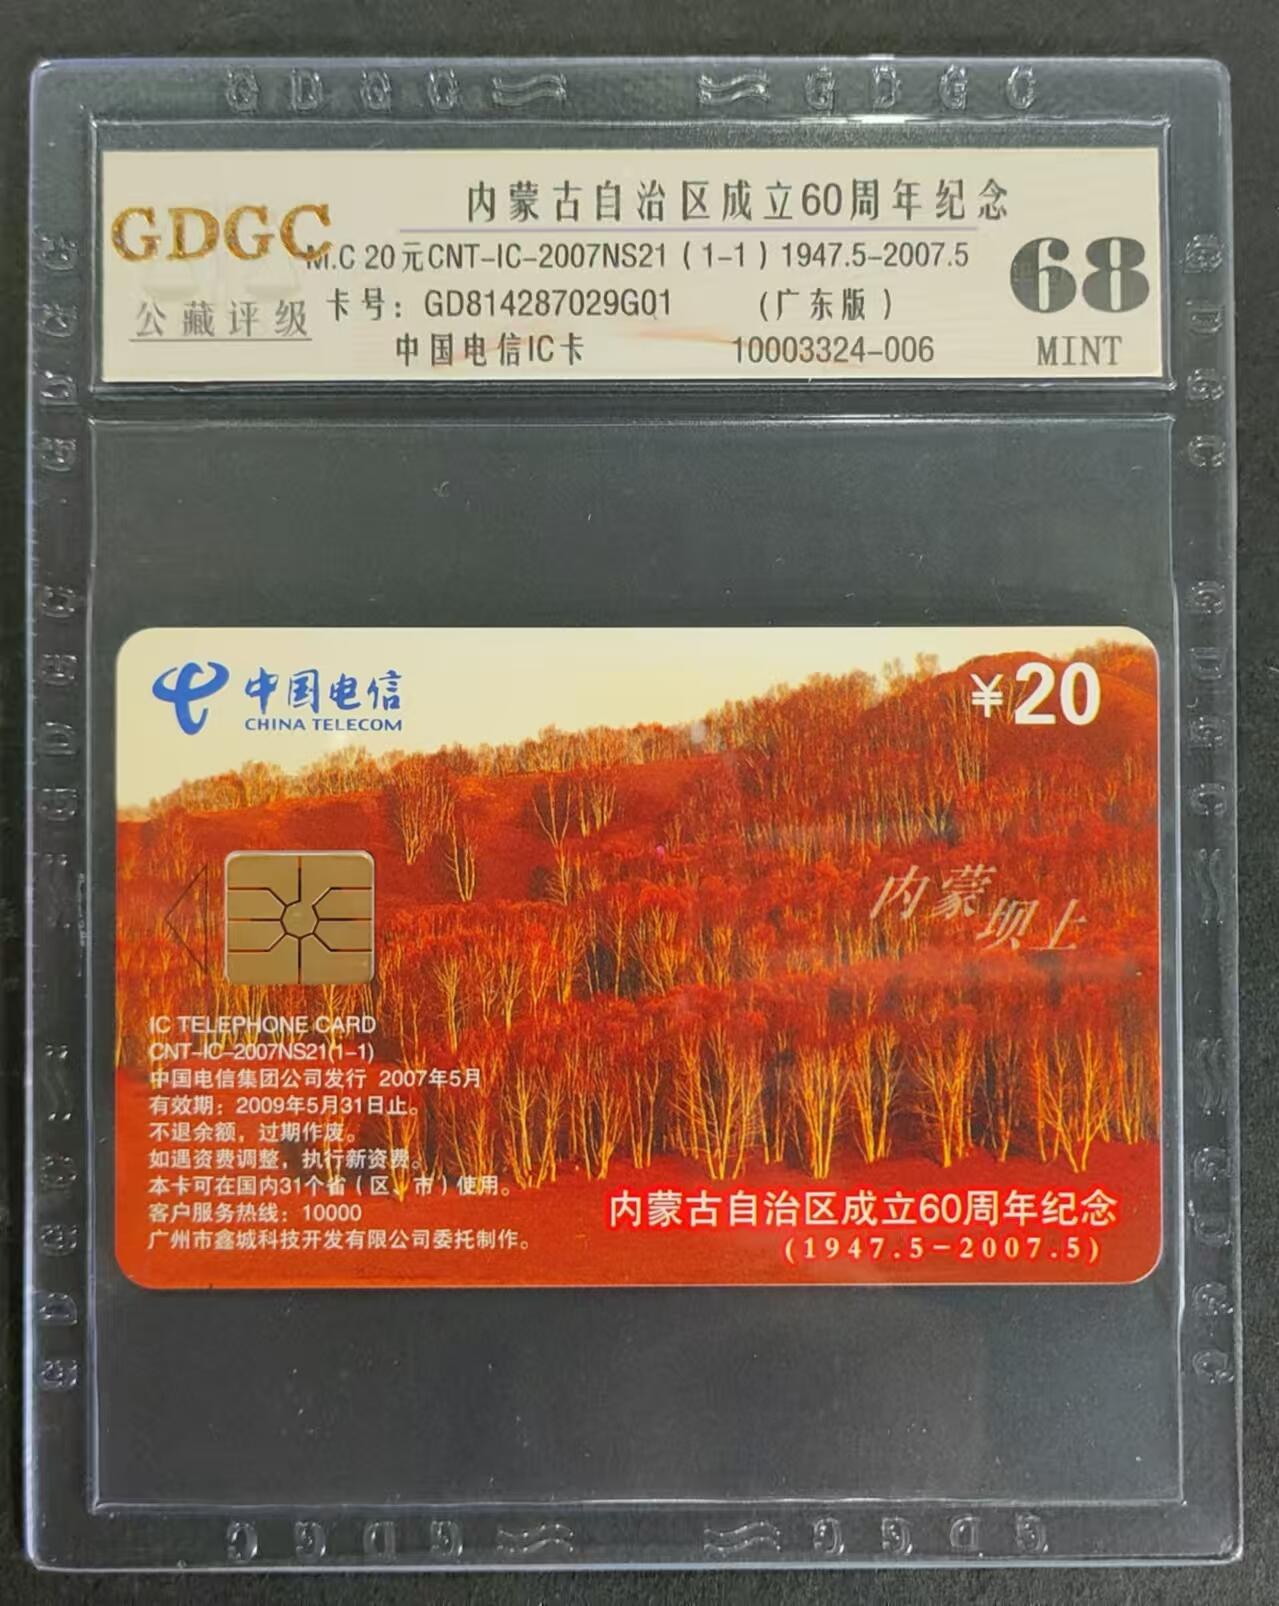 GDGC
GDGC
GDGC
公藏评级
内蒙古自治区成立60周年纪念
M.C 20元CNT-IC-2007NS21 (1-1) 1947.5-2007.5
卡号: GD814287029G01 (广东版)
中国电信IC卡 10003324-006
68
MINT
中国电信
CHINA TELECOM
¥20
内蒙坝上
IC TELEPHONE CARD
CNT-IC-2007NS21(1-1)
中国电信集团公司发行 2007年5月
有效期：2009年5月31日止。
不退余额，过期作废。
如遇资费调整，执行新资费。
本卡可在国内31个省（区、市）使用。
客户服务热线：10000
广州市鑫城科技开发有限公司委托制作。
内蒙古自治区成立60周年纪念
(1947.5-2007.5)
GDGC
GDGC